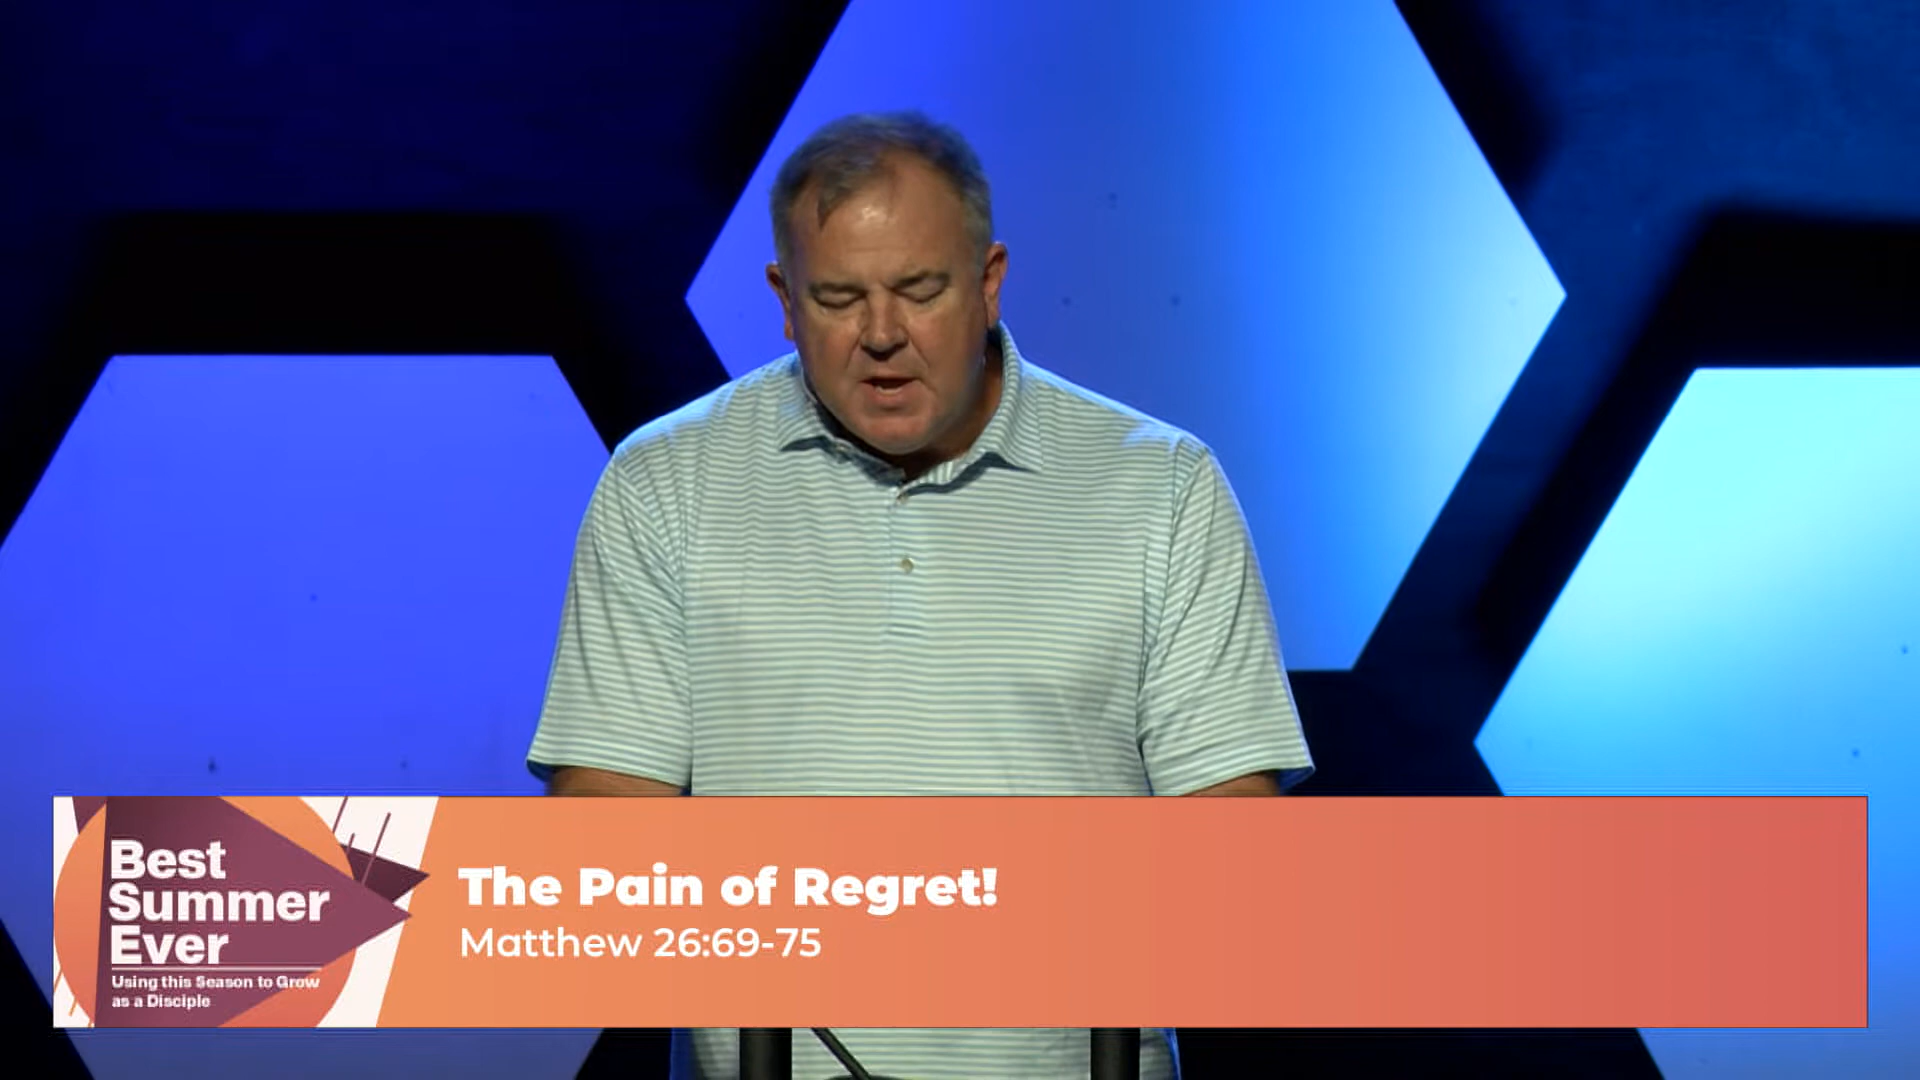 Best
Summer
Ever
Using this Season to Grow
as a Disciple
The Pain of Regret!
Matthew 26:69-75